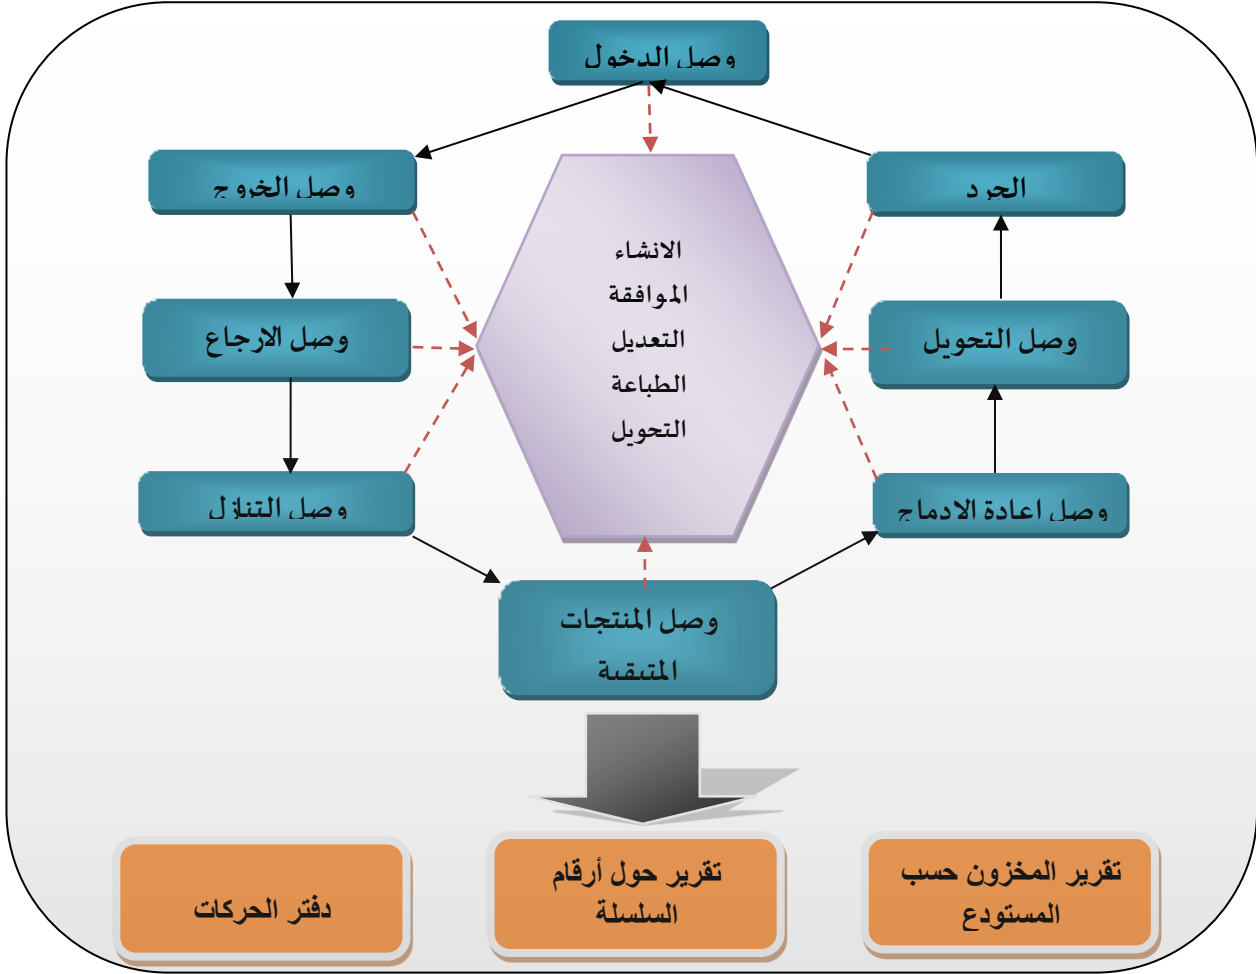 وصل الدخول
وصل الخروج
الجرد
الانشاء
الموافقة
التعديل
الطباعة
التحويل
وصل الارجاع
وصل التحويل
وصل التنازل
وصل اعادة الادماج
وصل المنتجات
المتبقية
تقرير المخزون حسب
المستودع
تقرير حول أرقام
السلسلة
دفتر الحركات